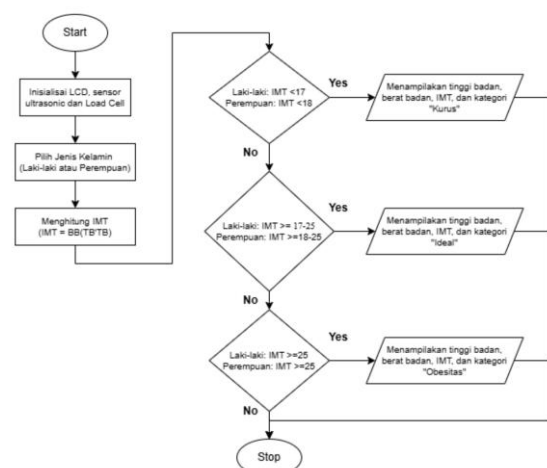 Start
Inisialisai LCD, sensor
ultrasonic dan Load Cell
Pilih Jenis Kelamin
(Laki-laki atau Perempuan)
Menghitung IMT
(IMT = BB(TB'TB)
Laki-laki: IMT <17
Perempuan: IMT <18
Yes
Menampilakan tinggi badan,
berat badan, IMT, dan kategori
"Kurus"
No
Laki-laki: IMT >= 17-25
Perempuan: IMT >=18-25
Yes
Menampilakan tinggi badan,
berat badan, IMT, dan kategori
"Ideal"
No
Laki-laki: IMT >=25
Perempuan: IMT >=25
Yes
Menampilakan tinggi badan,
berat badan, IMT, dan kategori
"Obesitas"
No
Stop